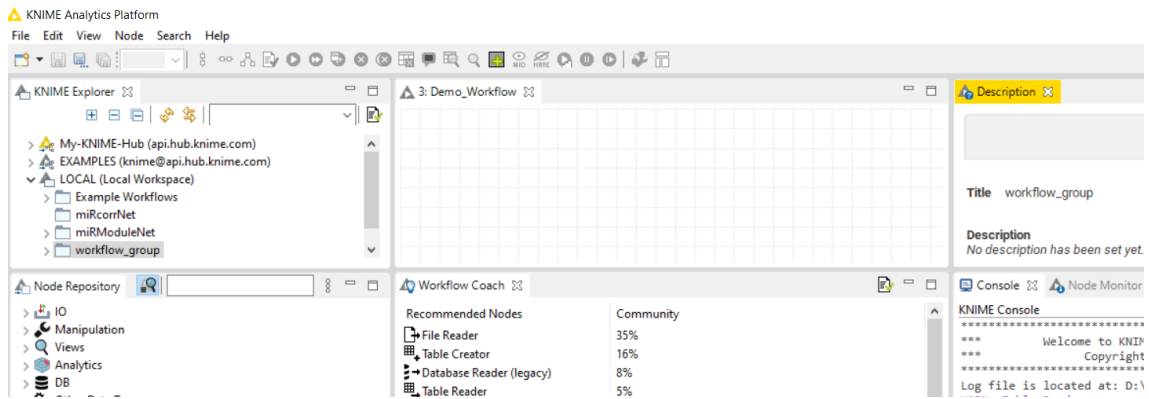 KNIME Analytics Platform
File Edit View Node Search Help
KNIME Explorer
My-KNIME-Hub (api.hub.knime.com)
EXAMPLES (knime@api.hub.knime.com)
LOCAL (Local Workspace)
Example Workflows
miRcorrNet
miRModuleNet
workflow_group
3: Demo_Workflow
Description
Title workflow_group
Description
No description has been set yet.
Node Repository
IO
Manipulation
Views
Analytics
DB
Workflow Coach
Recommended Nodes Community
File Reader 35%
Table Creator 16%
Database Reader (legacy) 8%
Table Reader 5%
Console Node Monitor
KNIME Console
*****************************
*** Welcome to
*** Copyright
*****************************
Log file is located at: D:\